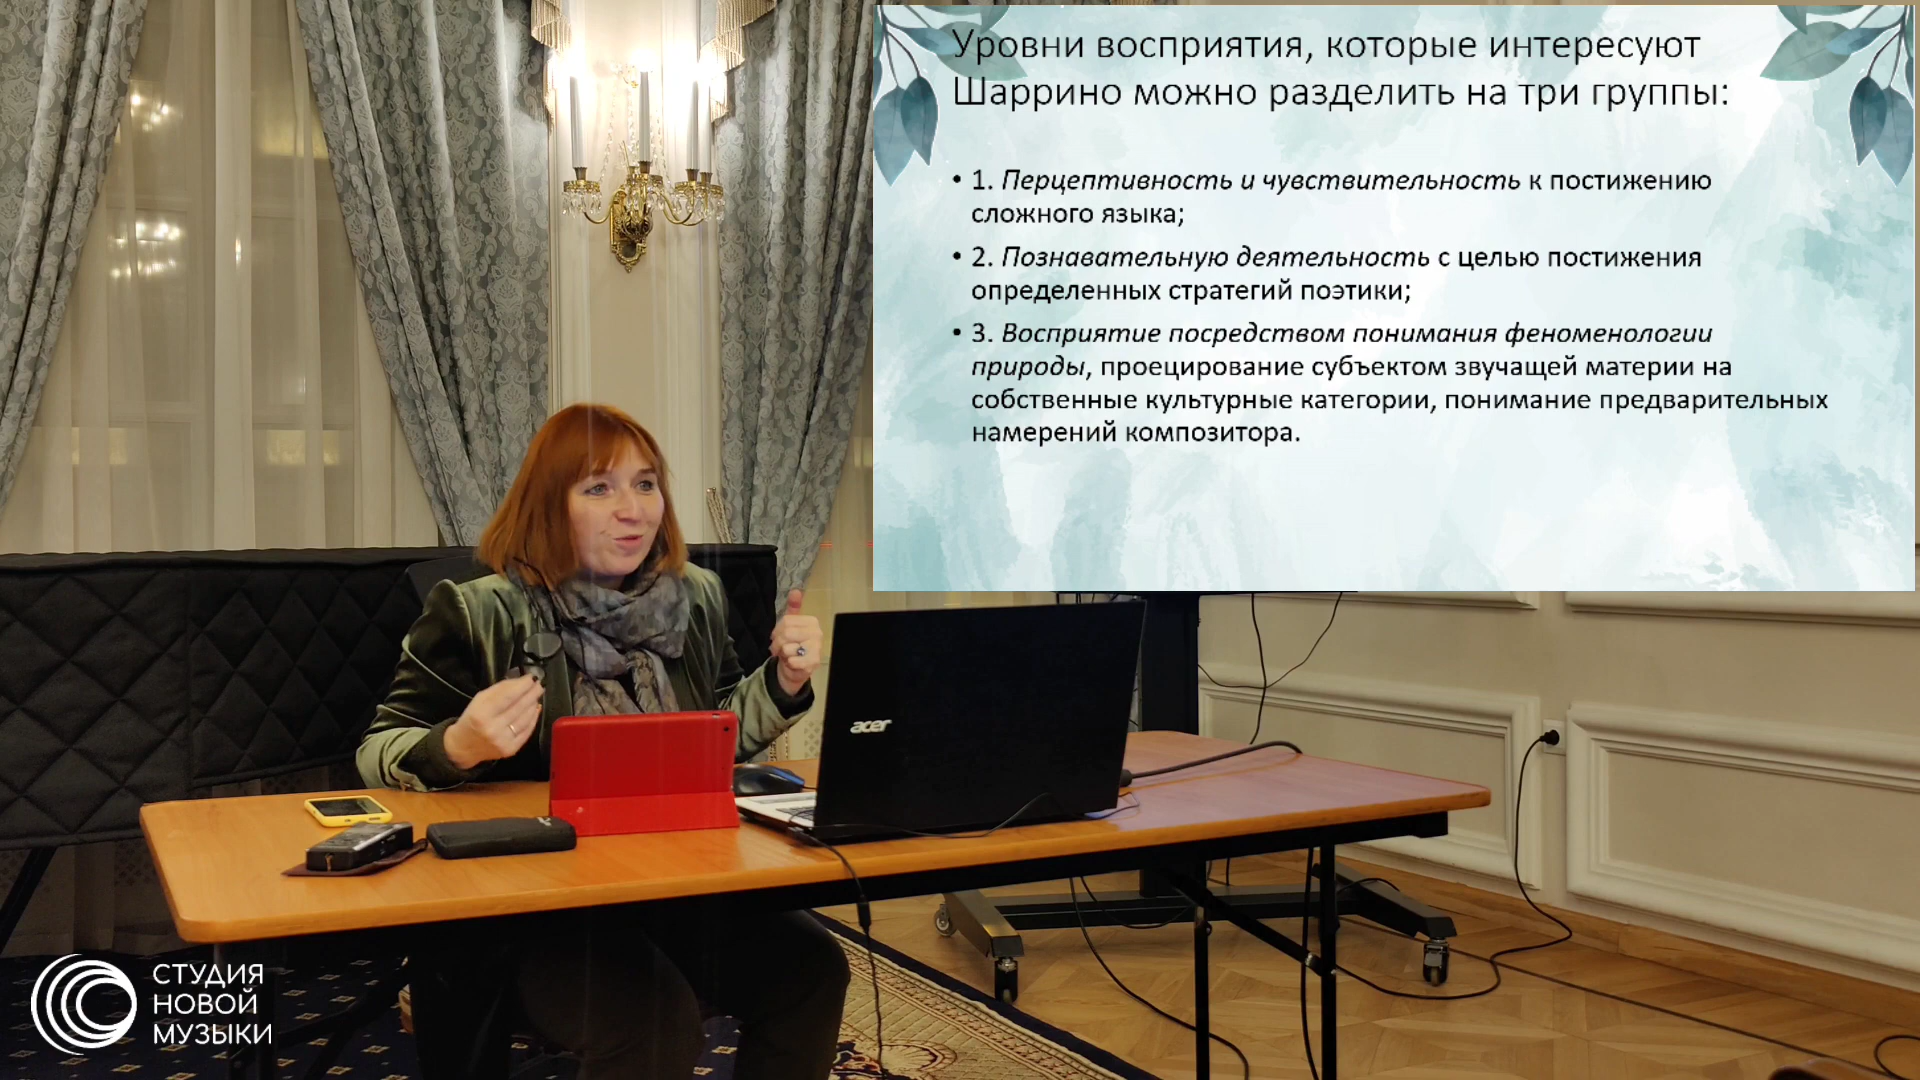 Уровни восприятия, которые интересуют
Шаррино можно разделить на три группы:
• 1. Перцептивность и чувствительность к постижению
сложного языка;
• 2. Познавательную деятельность с целью постижения
определенных стратегий поэтики;
• 3. Восприятие посредством понимания феноменологии
природы, проецирование субъектом звучащей материи на
собственные культурные категории, понимание предварительных
намерений композитора.
acer
СТУДИЯ
НОВОЙ
МУЗЫКИ